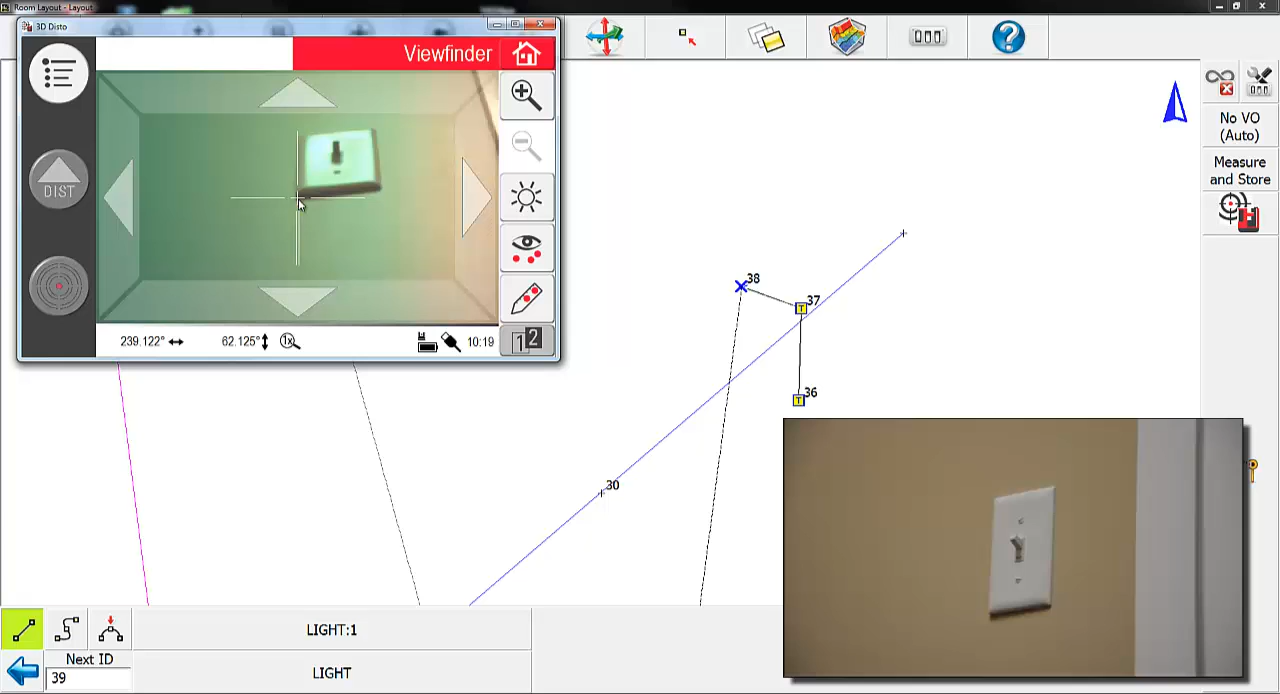 Room Layout - Layout
3D Disto
Viewfinder
DIST
239.122°
62.125°
1x
10:19
1 2
No VO
(Auto)
Measure
and Store
38
37
T
36
T
30
LIGHT:1
Next ID
39
LIGHT